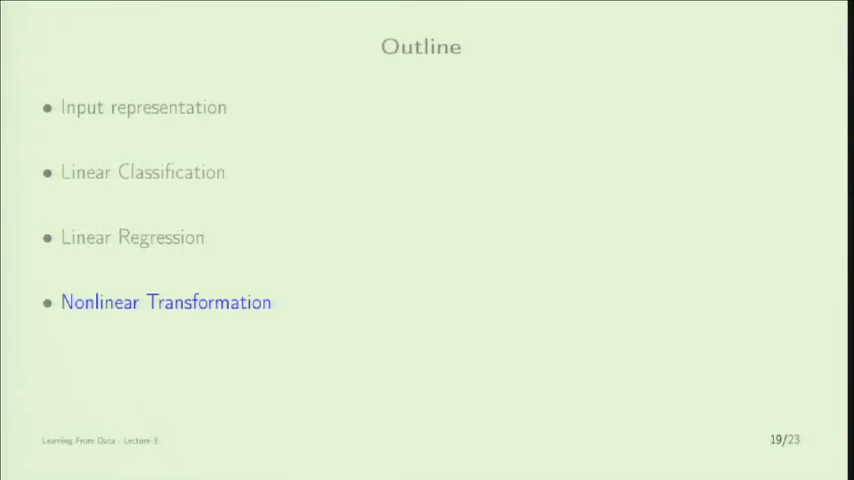 Outline
• Input representation
• Linear Classification
• Linear Regression
• Nonlinear Transformation
Learning From Data - Lecture 3
19/23